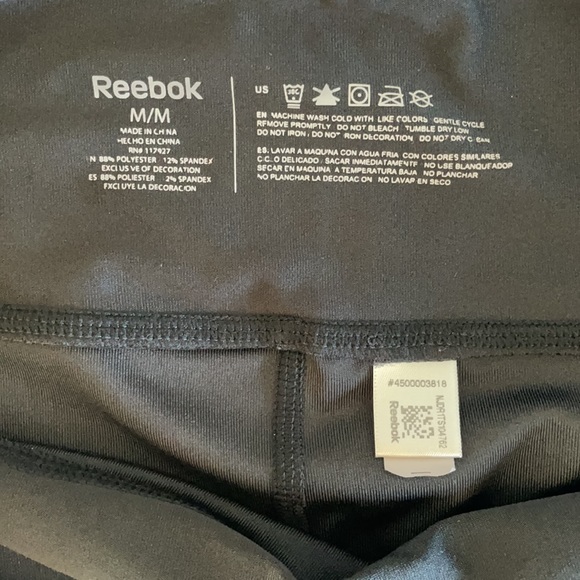 Reebok
M/M
MADE IN CHINA
HECHO EN CHINA
RN# 117927
EN 88% POLYESTER 12% SPANDEX
EXCLUSIVE OF DECORATION
ES 88% POLIESTER 2% SPANDEX
EXCLUYE LA DECORACION
US
EN MACHINE WASH COLD WITH LIKE COLORS GENTLE CYCLE
REMOVE PROMPTLY DO NOT BLEACH TUMBLE DRY LOW
DO NOT IRON DO NOT IRON DECORATION DO NOT DRY CLEAN
ES: LAVAR A MAQUINA CON AGUA FRIA CON COLORES SIMILARES
C.C.O DELICADO SACAR INMEDIATAMENTE NO USE BLANQUEADOR
SECAR EN MAQUINA A TEMPERATURA BAJA NO PLANCHAR
NO PLANCHAR LA DECORACION NO LAVAR EN SECO
#4500003818
NJDR1TS104762
Reebok